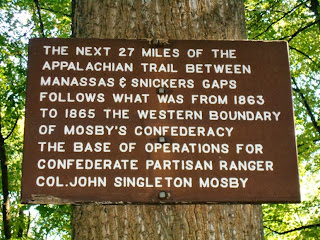 THE NEXT 27 MILES OF THE
APPALACHIAN TRAIL BETWEEN
MANASSAS & SNICKERS GAPS
FOLLOWS WHAT WAS FROM 1863
TO 1865 THE WESTERN BOUNDARY
OF MOSBY'S CONFEDERACY
THE BASE OF OPERATIONS FOR
CONFEDERATE PARTISAN RANGER
COL. JOHN SINGLETON MOSBY